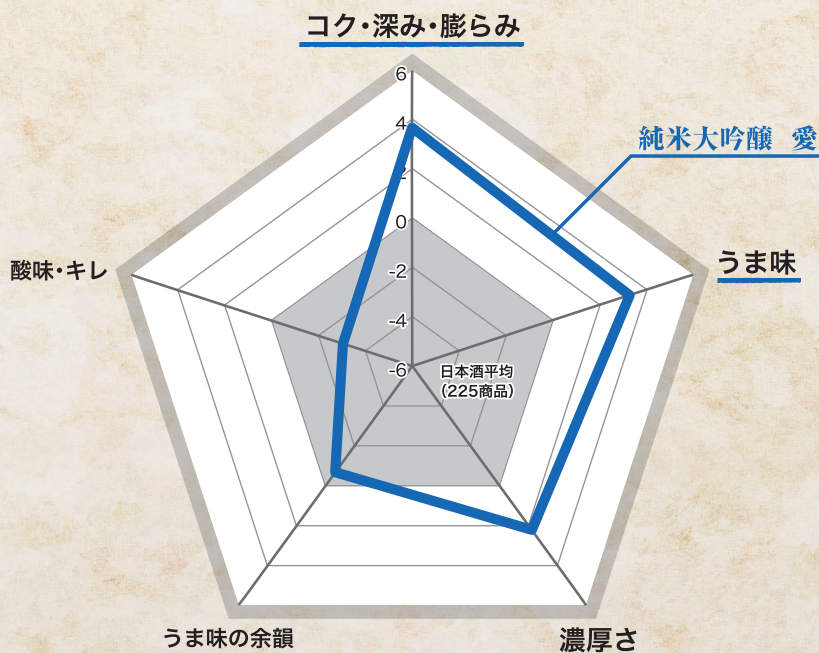 コク・深み・膨らみ
6
4
純米大吟醸 愛
2
0
うま味
酸味・キレ
-2
-4
-6
日本酒平均
（225商品）
うま味の余韻
濃厚さ